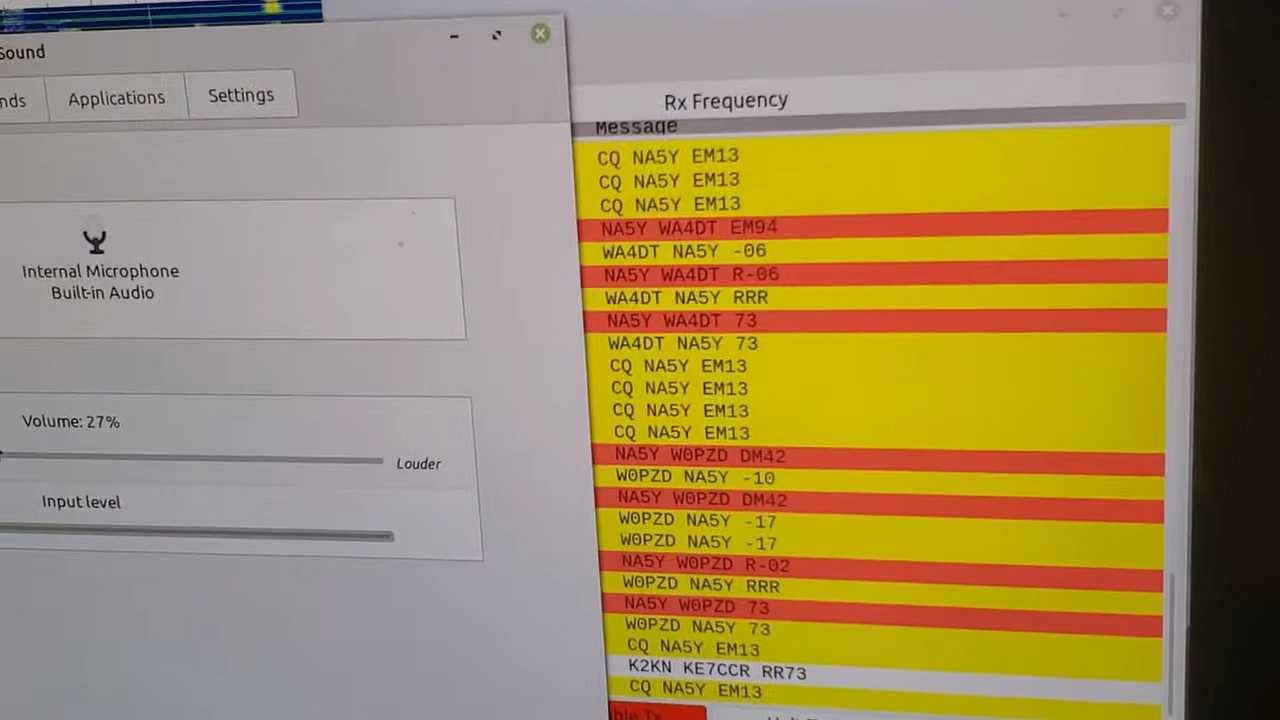 Sound
nds
Applications
Settings
Internal Microphone
Built-in Audio
Volume: 27%
Louder
Input level
Rx Frequency
Message
CQ NA5Y EM13
CQ NA5Y EM13
CQ NA5Y EM13
NA5Y WA4DT EM94
WA4DT NA5Y -06
NA5Y WA4DT R-06
WA4DT NA5Y RRR
NA5Y WA4DT 73
WA4DT NA5Y 73
CQ NA5Y EM13
CQ NA5Y EM13
CQ NA5Y EM13
CQ NA5Y EM13
NA5Y W0PZD DM42
W0PZD NA5Y -10
NA5Y W0PZD DM42
W0PZD NA5Y -17
W0PZD NA5Y -17
NA5Y W0PZD R-02
W0PZD NA5Y RRR
NA5Y W0PZD 73
W0PZD NA5Y 73
CQ NA5Y EM13
K2KN KE7CCR RR73
CQ NA5Y EM13
ble Tx